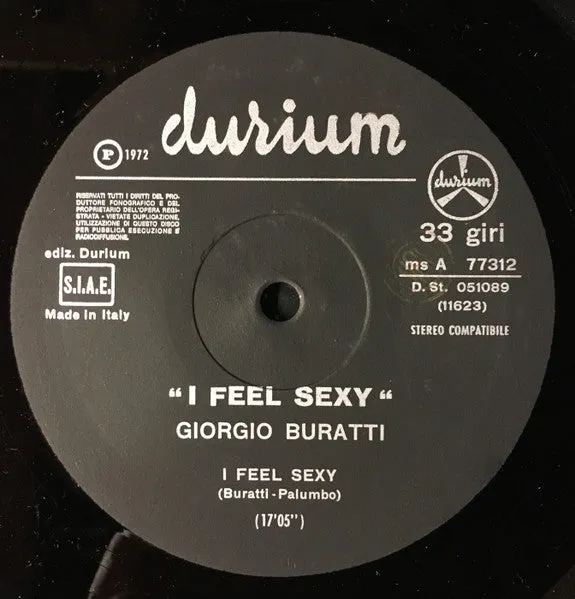 durium
P 1972
RISERVATI TUTTI I DIRITTI DEL PRO-
DUTTORE FONOGRAFICO E DEL
PROPRIETARIO DELL'OPERA REGI-
STRATA - VIETATE DUPLICAZIONE,
UTILIZZAZIONE DI QUESTO DISCO
PER PUBBLICA ESECUZIONE E
RADIODIFFUSIONE.
ediz. Durium
S.I.A.E.
Made in Italy
durium
33 giri
ms A 77312
D. St. 051089
(11623)
STEREO COMPATIBILE
"I FEEL SEXY"
GIORGIO BURATTI
I FEEL SEXY
(Buratti - Palumbo)
(17'05'')